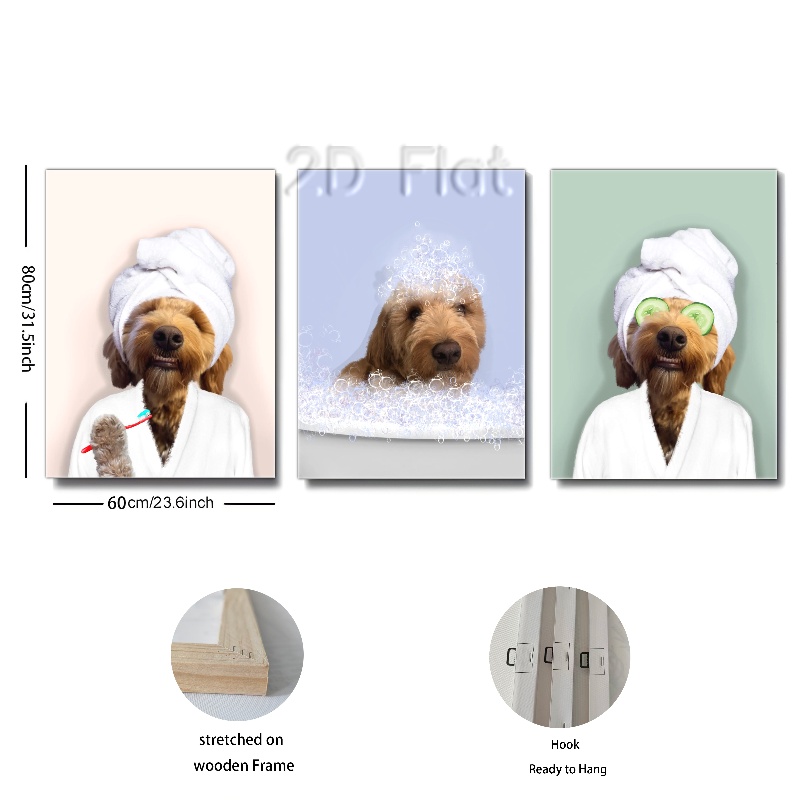 2D Flat
80cm/31.5inch
60cm/23.6inch
stretched on
wooden Frame
Hook
Ready to Hang